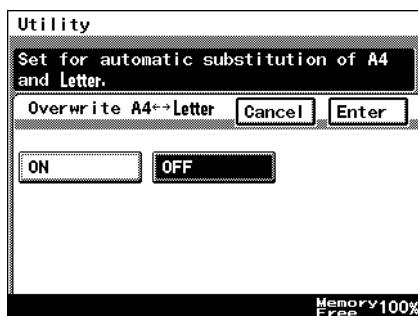 Utility
Set for automatic substitution of A4
and Letter.
Overwrite A4↔Letter Cancel Enter
ON OFF
Memory
Free 100%